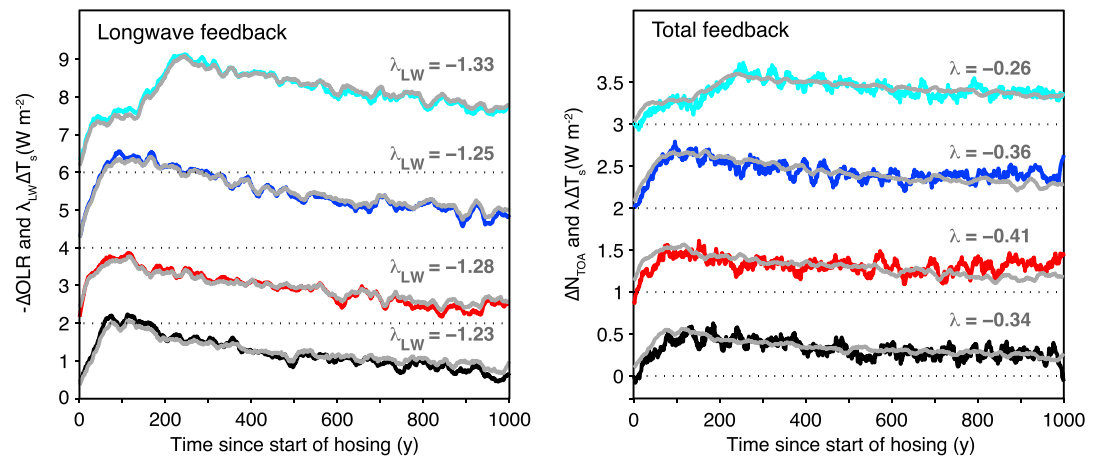 Longwave feedback
-ΔOLR and λLWΔTs(W m-2)
9
8
7
6
5
4
3
2
1
0
λLW = −1.33
λLW = −1.25
λLW = −1.28
λLW = −1.23
0 200 400 600 800 1000
Time since start of hosing (y)
Total feedback
ΔNTOA and λΔTs(W m-2)
3.5
3
2.5
2
1.5
1
0.5
0
λ = −0.26
λ = −0.36
λ = −0.41
λ = −0.34
0 200 400 600 800 1000
Time since start of hosing (y)